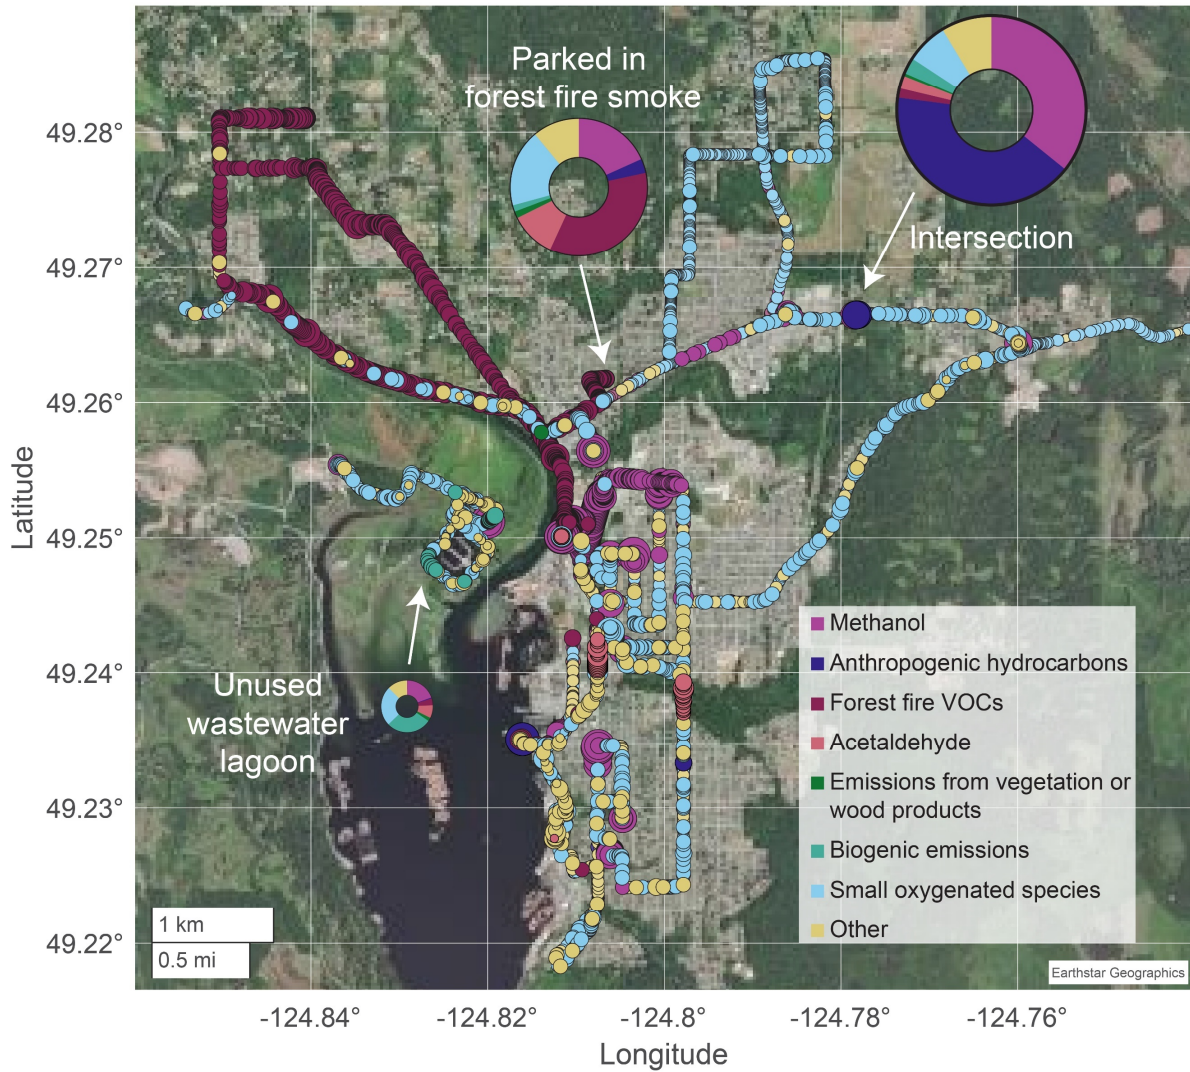 Parked in
forest fire smoke
Intersection
49.28°
49.27°
49.26°
49.25°
49.24°
49.23°
49.22°
Latitude
Unused
wastewater
lagoon
Methanol
Anthropogenic hydrocarbons
Forest fire VOCs
Acetaldehyde
Emissions from vegetation or
wood products
Biogenic emissions
Small oxygenated species
Other
1 km
0.5 mi
Earthstar Geographics
-124.84°
-124.82°
-124.8°
-124.78°
-124.76°
Longitude